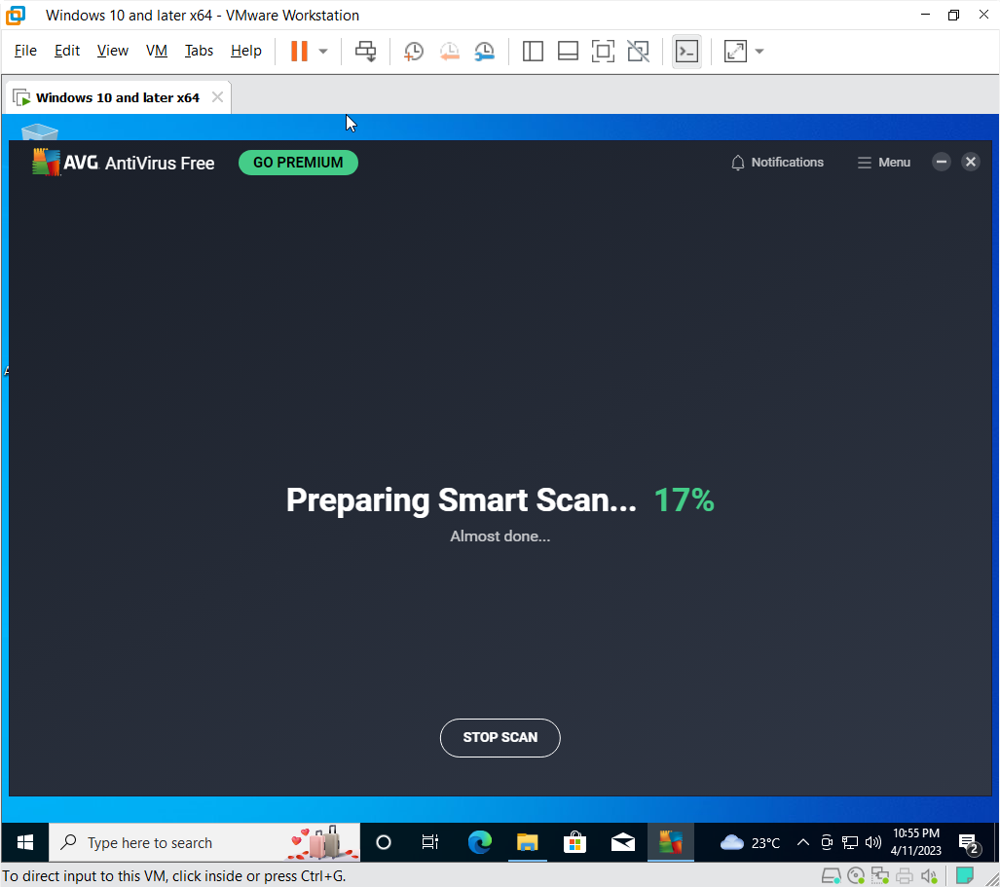 Windows 10 and later x64 - VMware Workstation
File Edit View VM Tabs Help
Windows 10 and later x64
AVG AntiVirus Free GO PREMIUM Notifications Menu
A
Preparing Smart Scan... 17%
Almost done...
STOP SCAN
Type here to search 23°C 10:55 PM
4/11/2023 2
To direct input to this VM, click inside or press Ctrl+G.